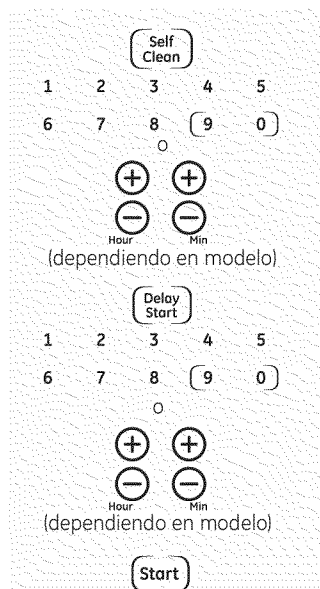 Self
Clean
1 2 3 4 5
6 7 8 9 0
O
+ +
− −
Hour Min
(dependiendo en modelo)
Delay
Start
1 2 3 4 5
6 7 8 9 0
O
+ +
− −
Hour Min
(dependiendo en modelo)
Start